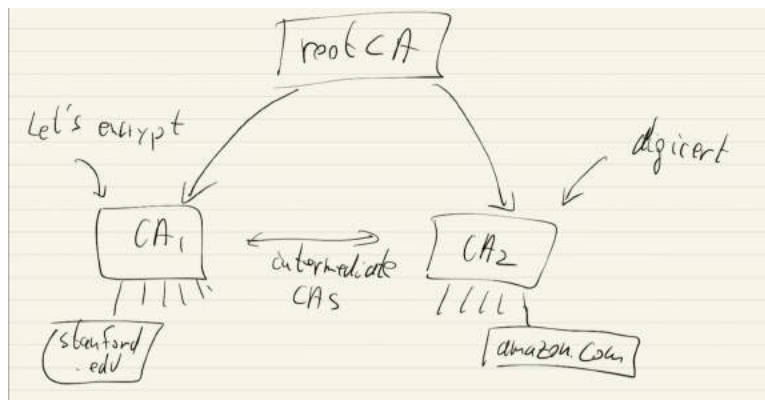 root CA
Let's encrypt
digicert
CA1
CA2
intermediate
CAs
stanford
.edu
amazon.com